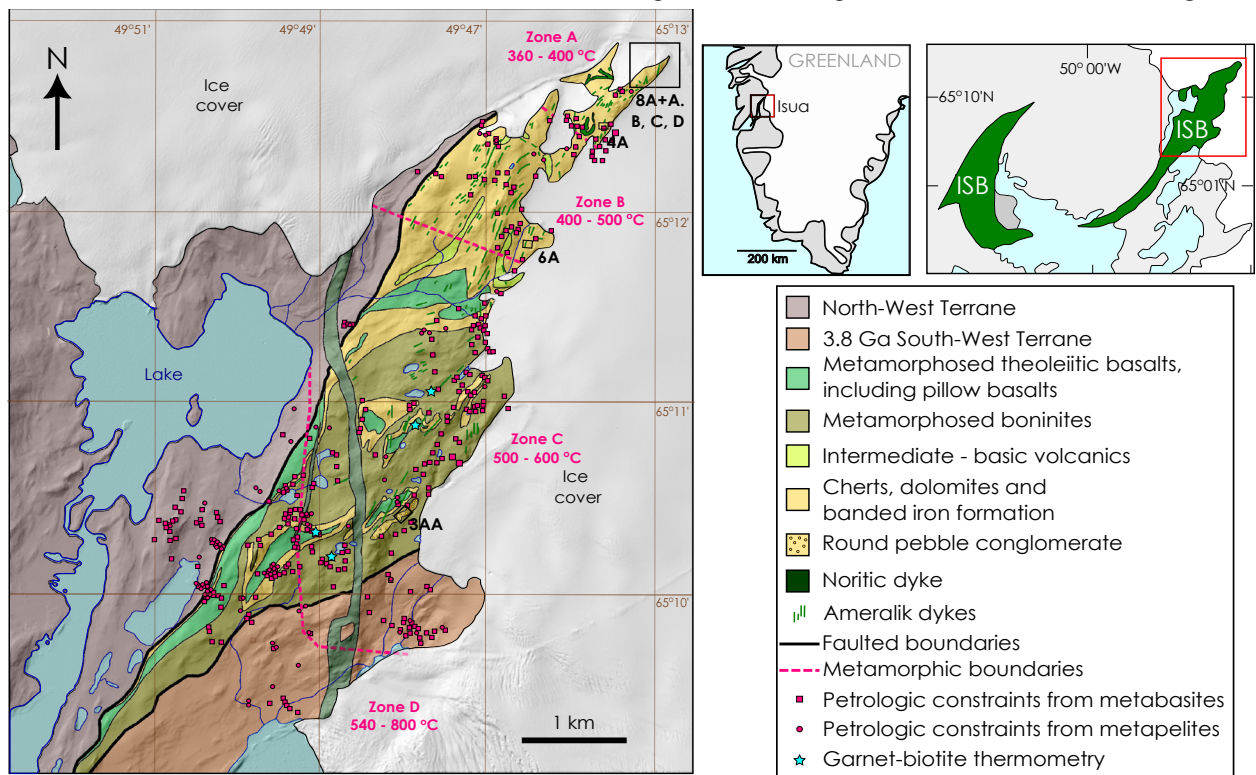 49°51'
49°49'
49°47'
65°13'
N
Ice
cover
Zone A
360 - 400 °C
8A+A.
B, C, D
4A
Zone B
400 - 500 °C
65°12'
6A
Lake
65°11'
Zone C
500 - 600 °C
Ice
cover
3AA
65°10'
Zone D
540 - 800 °C
1 km
GREENLAND
Isua
200 km
50° 00'W
65°10'N
ISB
ISB
65°01'N
North-West Terrane
3.8 Ga South-West Terrane
Metamorphosed theoleiitic basalts,
including pillow basalts
Metamorphosed boninites
Intermediate - basic volcanics
Cherts, dolomites and
banded iron formation
Round pebble conglomerate
Noritic dyke
Ameralik dykes
Faulted boundaries
Metamorphic boundaries
Petrologic constraints from metabasites
Petrologic constraints from metapelites
Garnet-biotite thermometry